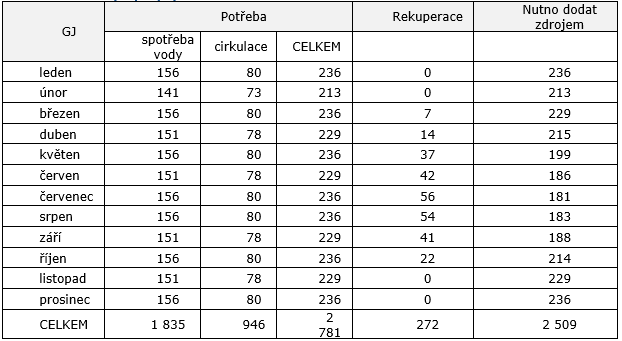 GJ Potřeba Rekuperace Nutno dodat
zdrojem
spotřeba
vody cirkulace CELKEM
leden 156 80 236 0 236
únor 141 73 213 0 213
březen 156 80 236 7 229
duben 151 78 229 14 215
květen 156 80 236 37 199
červen 151 78 229 42 186
červenec 156 80 236 56 181
srpen 156 80 236 54 183
září 151 78 229 41 188
říjen 156 80 236 22 214
listopad 151 78 229 0 229
prosinec 156 80 236 0 236
CELKEM 1 835 946 2
781 272 2 509